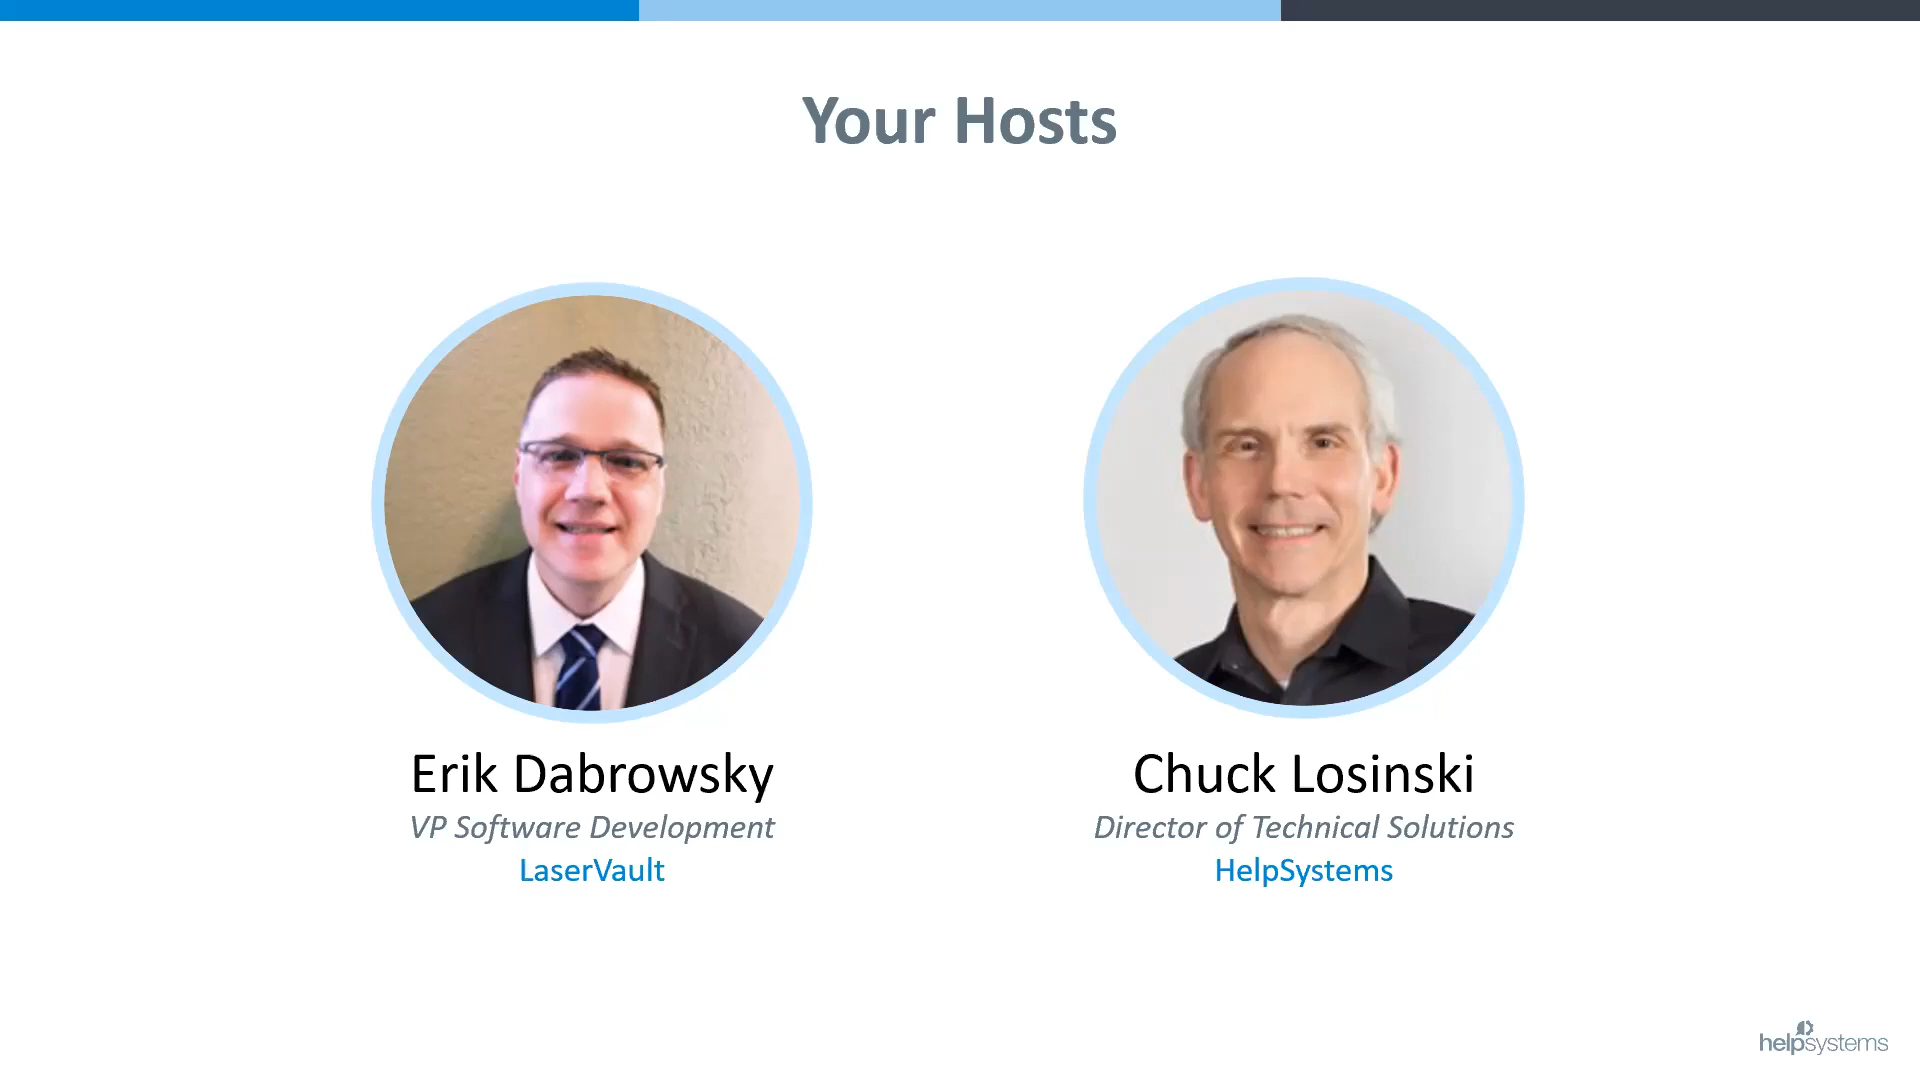 Your Hosts
Erik Dabrowsky
VP Software Development
LaserVault
Chuck Losinski
Director of Technical Solutions
HelpSystems
helpsystems